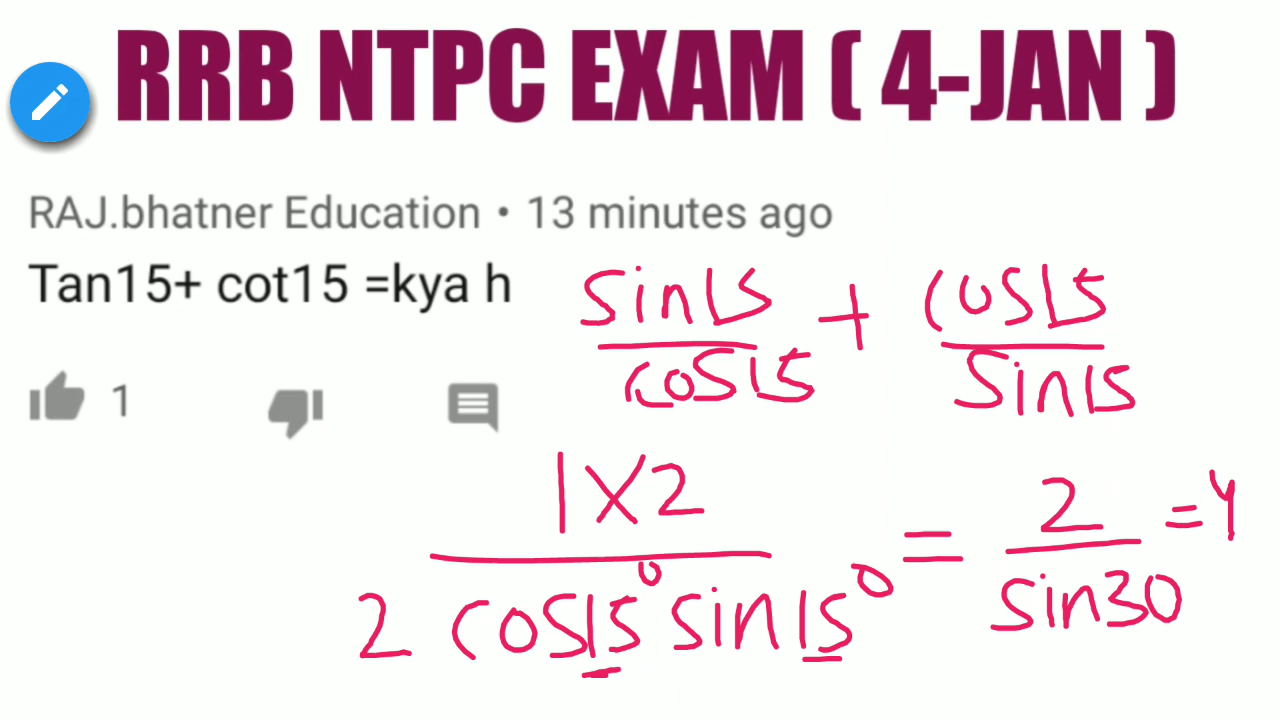 RRB NTPC EXAM ( 4-JAN )
RAJ.bhatner Education • 13 minutes ago
Tan15+ cot15 =kya h
sin15/cos15 + cos15/sin15
1
1×2/2 cos15° sin15° = 2/sin30 = 4